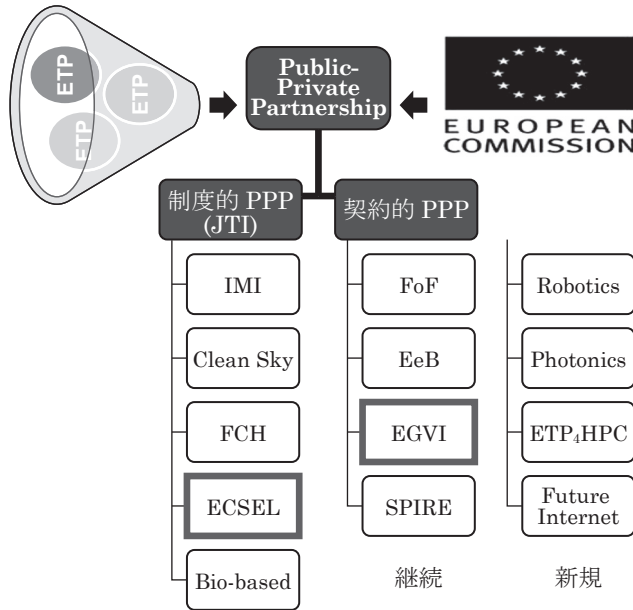 ETP
ETP
ETP
Public-
Private
Partnership
EUROPEAN
COMMISSION
制度的 PPP
(JTI)
契約的 PPP
IMI
Clean Sky
FCH
ECSEL
Bio-based
FoF
EeB
EGVI
SPIRE
継続
Robotics
Photonics
ETP₄HPC
Future
Internet
新規